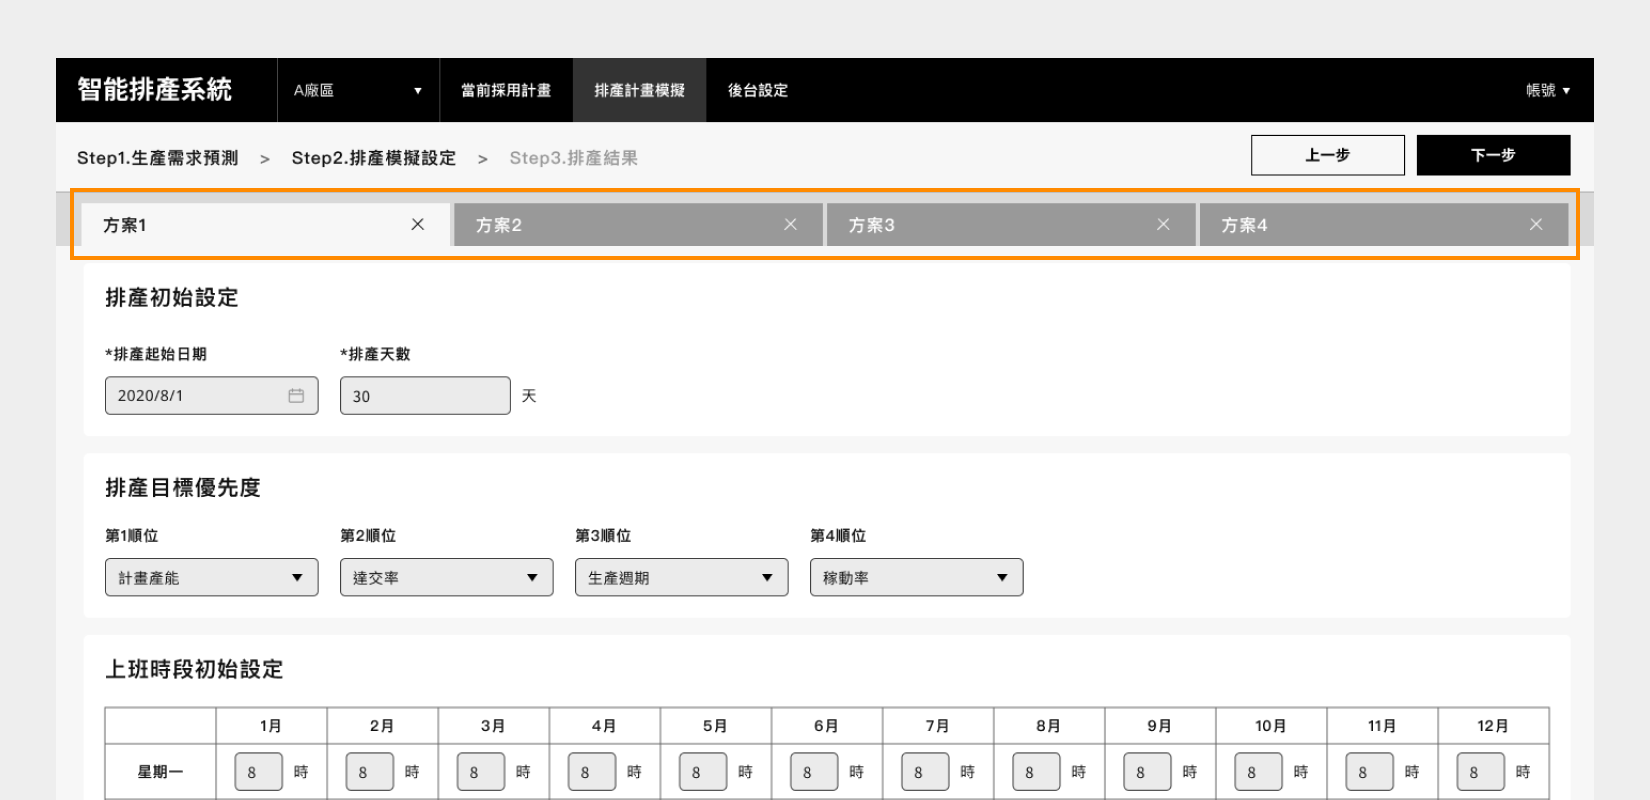 智能排產系統 A廠區 ▼ 當前採用計畫 排產計畫模擬 後台設定 帳號 ▼
Step1.生產需求預測 > Step2.排產模擬設定 > Step3.排產結果 上一步 下一步
方案1 × 方案2 × 方案3 × 方案4 ×
排產初始設定
*排產起始日期 *排產天數
2020/8/1 30 天
排產目標優先度
第1順位 第2順位 第3順位 第4順位
計畫產能 ▼ 達交率 ▼ 生產週期 ▼ 稼動率 ▼
上班時段初始設定
1月 2月 3月 4月 5月 6月 7月 8月 9月 10月 11月 12月
星期一 8 時 8 時 8 時 8 時 8 時 8 時 8 時 8 時 8 時 8 時 8 時 8 時